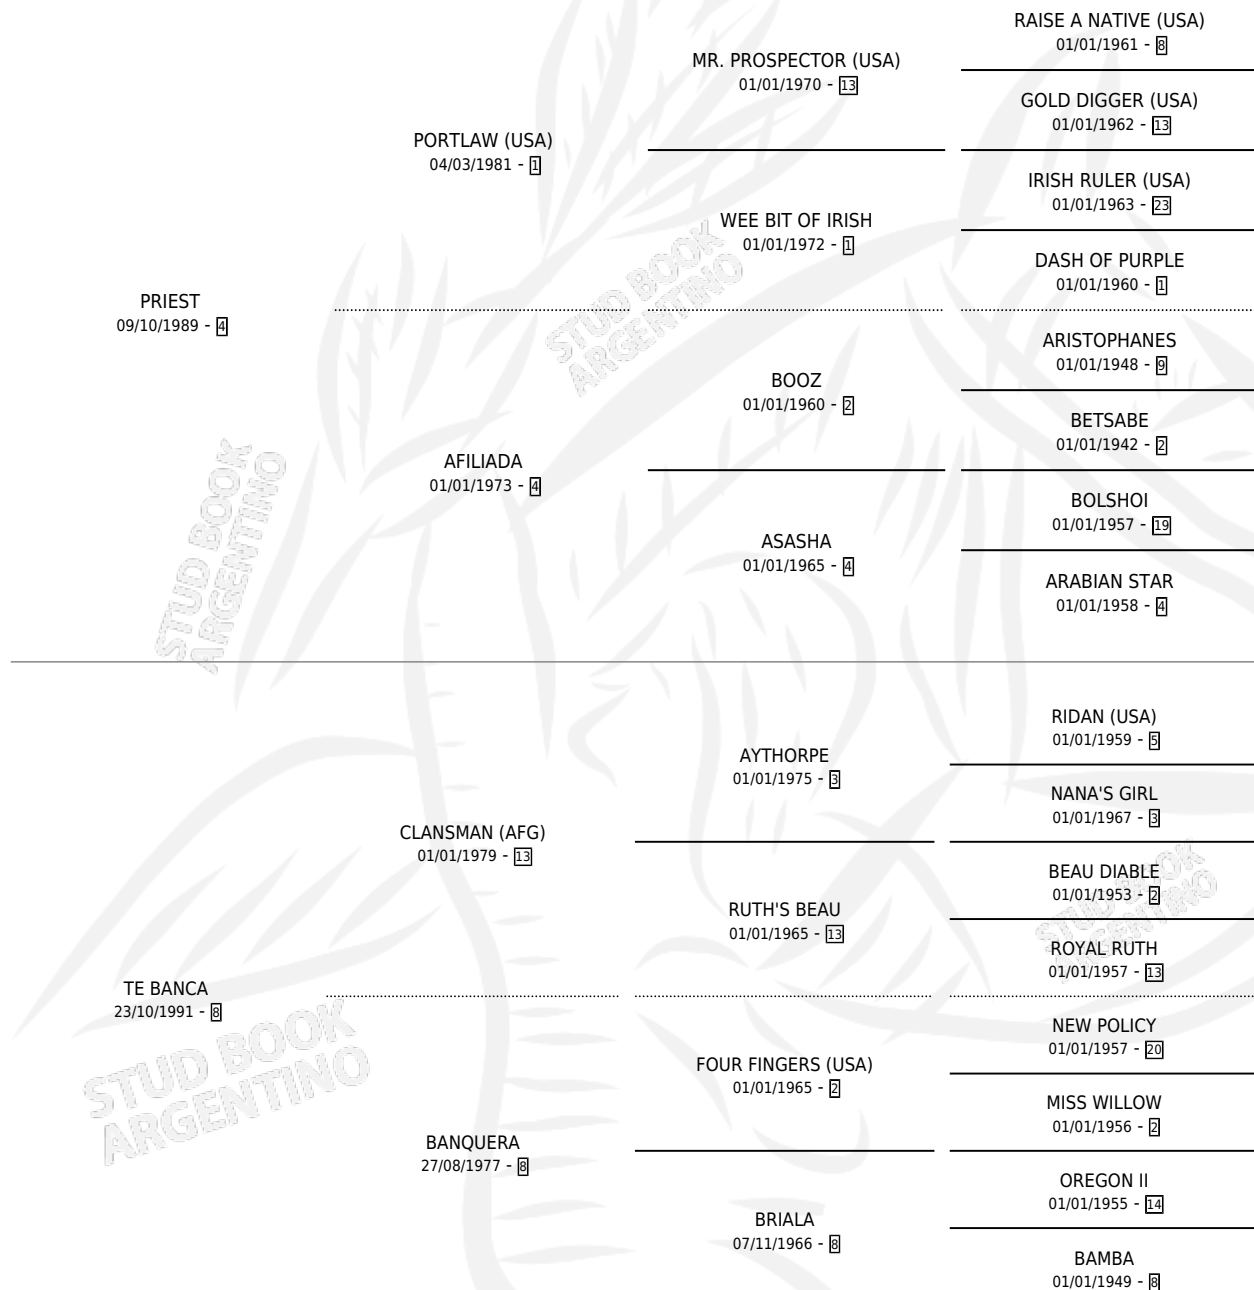 RAISE A NATIVE (USA)
01/01/1961 - 8
MR. PROSPECTOR (USA)
01/01/1970 - 13
GOLD DIGGER (USA)
01/01/1962 - 13
PORTLAW (USA)
04/03/1981 - 1
IRISH RULER (USA)
01/01/1963 - 23
WEE BIT OF IRISH
01/01/1972 - 1
DASH OF PURPLE
01/01/1960 - 1
PRIEST
09/10/1989 - 4
ARISTOPHANES
01/01/1948 - 9
BOOZ
01/01/1960 - 2
BETSABE
01/01/1942 - 2
AFILIADA
01/01/1973 - 4
BOLSHOI
01/01/1957 - 19
ASASHA
01/01/1965 - 4
ARABIAN STAR
01/01/1958 - 4
RIDAN (USA)
01/01/1959 - 5
AYTHORPE
01/01/1975 - 3
NANA'S GIRL
01/01/1967 - 3
CLANSMAN (AFG)
01/01/1979 - 13
BEAU DIABLE
01/01/1953 - 2
RUTH'S BEAU
01/01/1965 - 13
ROYAL RUTH
01/01/1957 - 13
TE BANCA
23/10/1991 - 8
NEW POLICY
01/01/1957 - 20
FOUR FINGERS (USA)
01/01/1965 - 2
MISS WILLOW
01/01/1956 - 2
BANQUERA
27/08/1977 - 8
OREGON II
01/01/1955 - 14
BRIALA
07/11/1966 - 8
BAMBA
01/01/1949 - 8
STUD BOOK
ARGENTINO
STUD BOOK
ARGENTINO
STUD BOOK
ARGENTINO
STUD BOOK
ARGENTINO